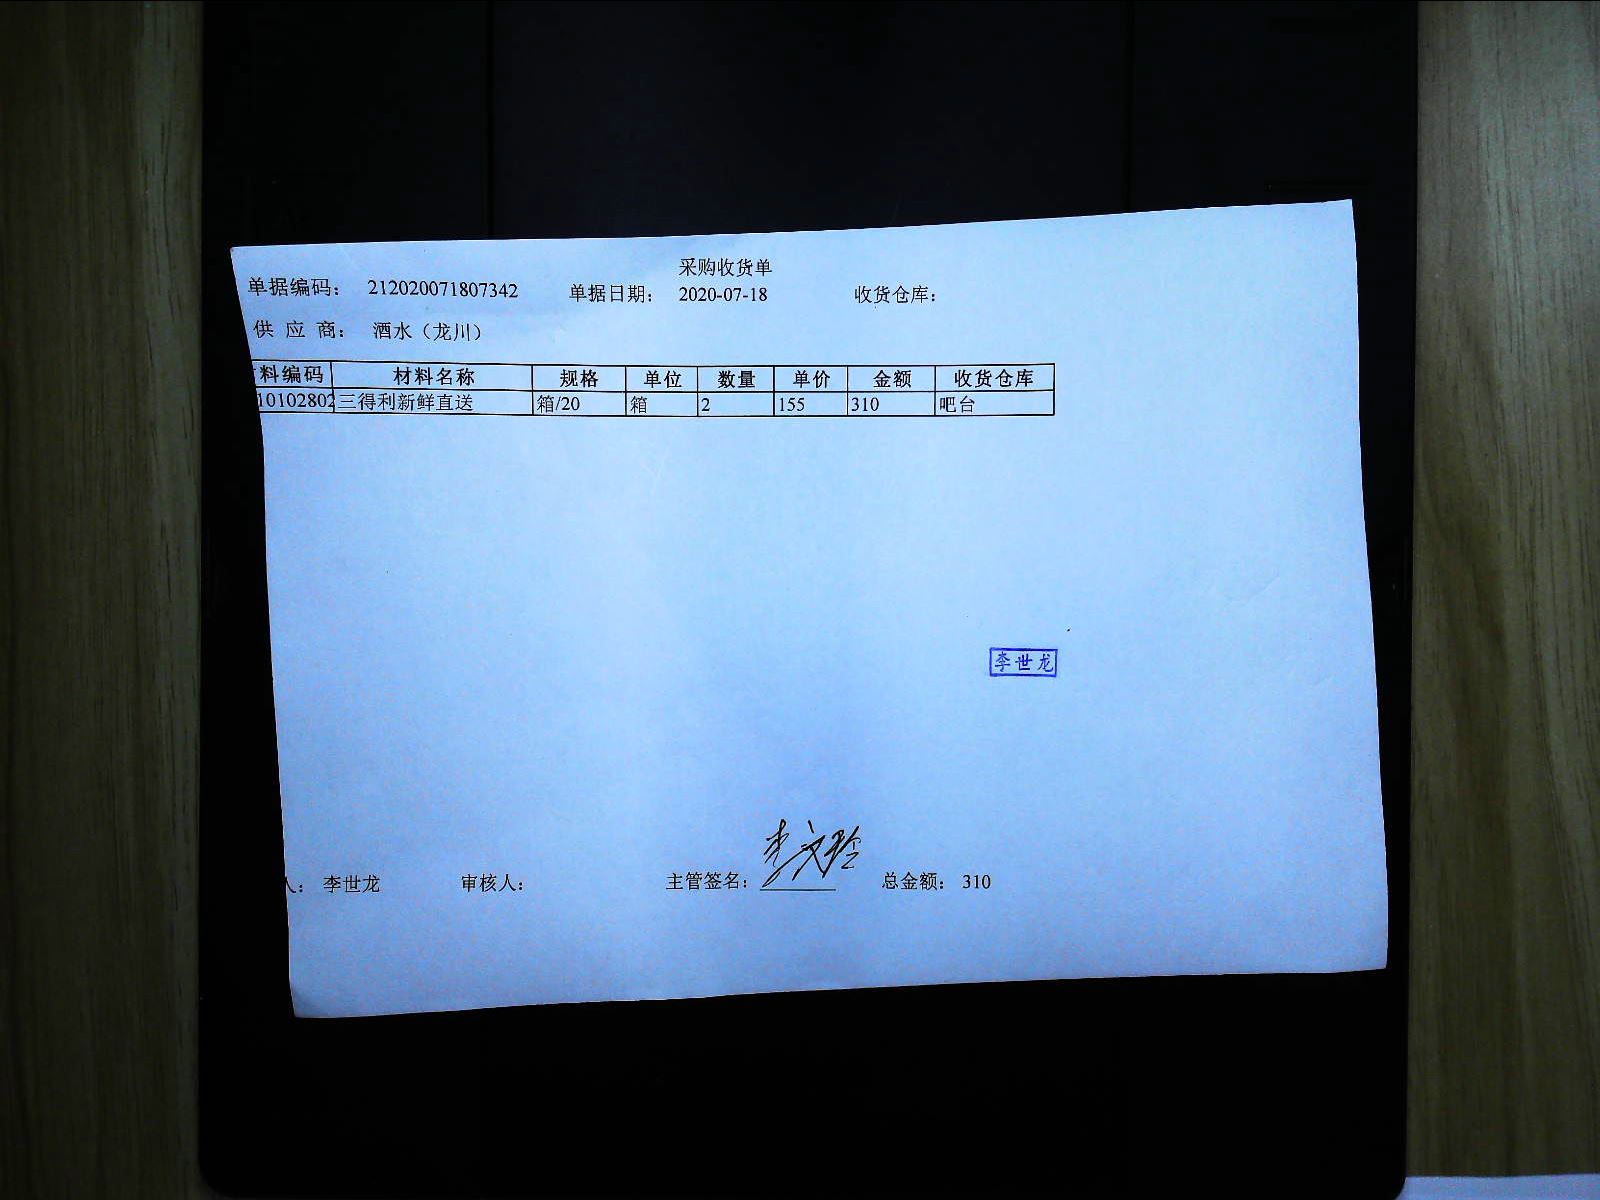 采购收货单
单据编码： 212020071807342 单据日期： 2020-07-18 收货仓库：
供 应 商： 酒水（龙川）
料编码 材料名称 规格 单位 数量 单价 金额 收货仓库
10102802 三得利新鲜直送 箱/20 箱 2 155 310 吧台
李世龙
人： 李世龙 审核人： 主管签名： 总金额： 310